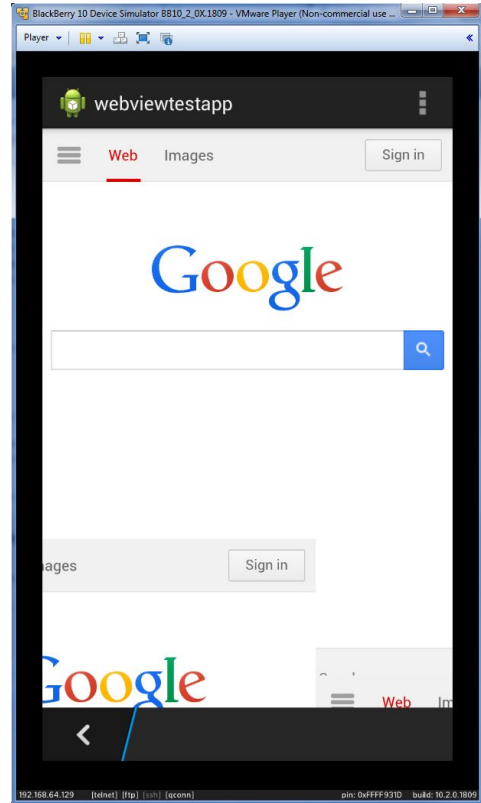 BlackBerry 10 Device Simulator BB10_2_0X.1809 - VMware Player (Non-commercial use ...
Player
webviewtestapp
Web Images Sign in
Google
ages Sign in
Google
Web Im
192.168.64.129 [telnet] [ftp] [ssh] [qconn] pin: 0xFFFF931D build: 10.2.0.1809